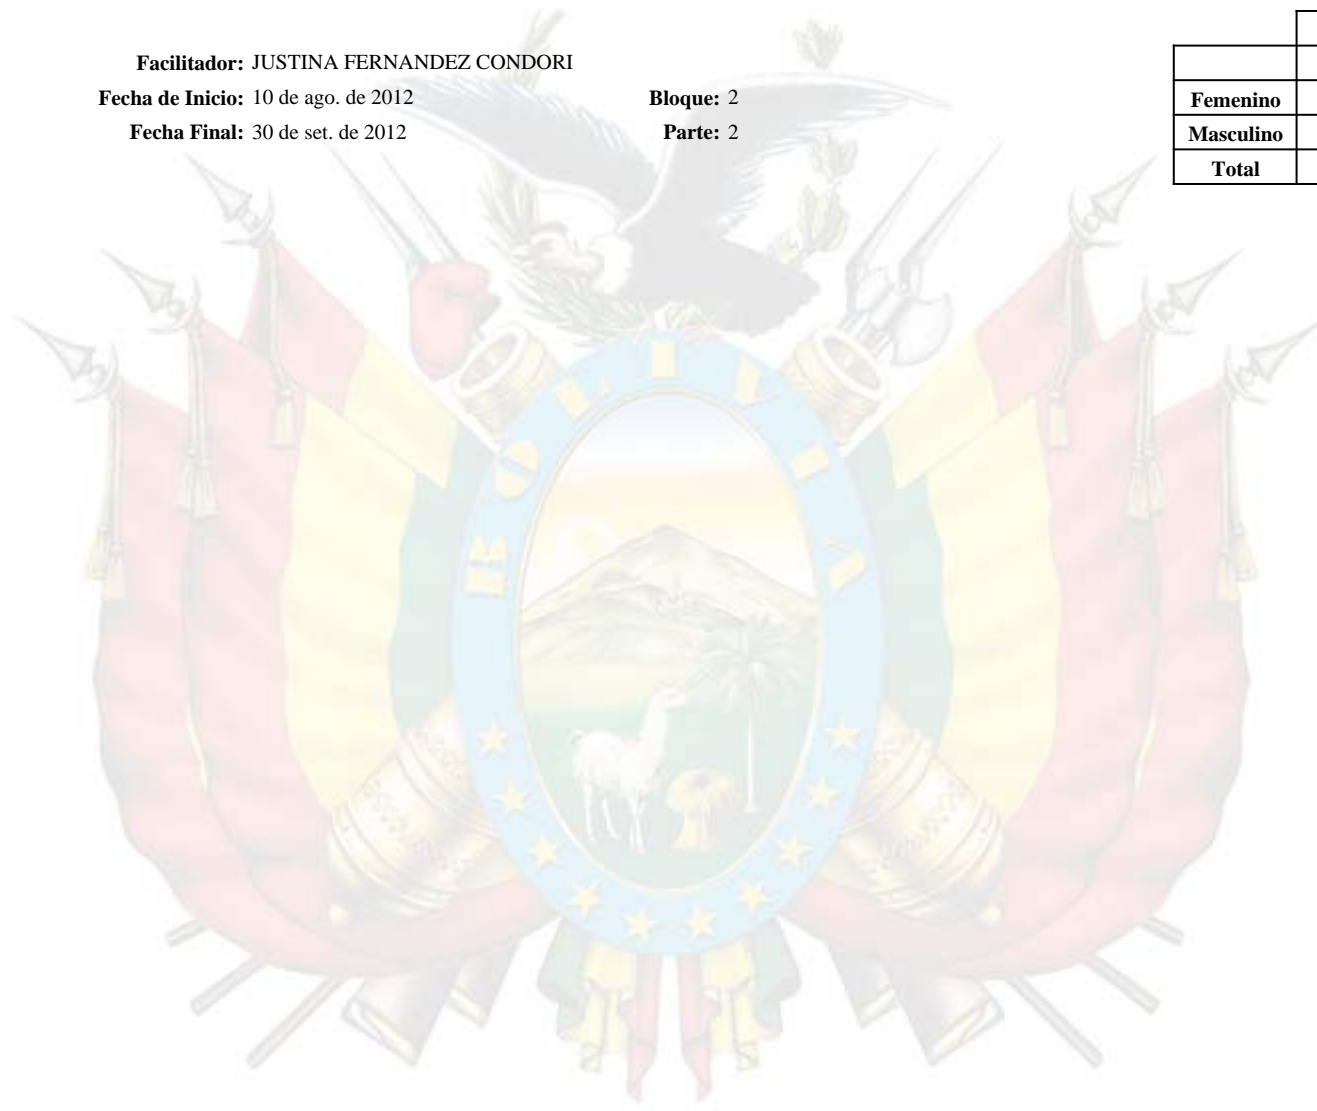 Facilitador: JUSTINA FERNANDEZ CONDORI
Fecha de Inicio: 10 de ago. de 2012 Bloque: 2
Fecha Final: 30 de set. de 2012 Parte: 2
Femenino
Masculino
Total
BOLIVIA